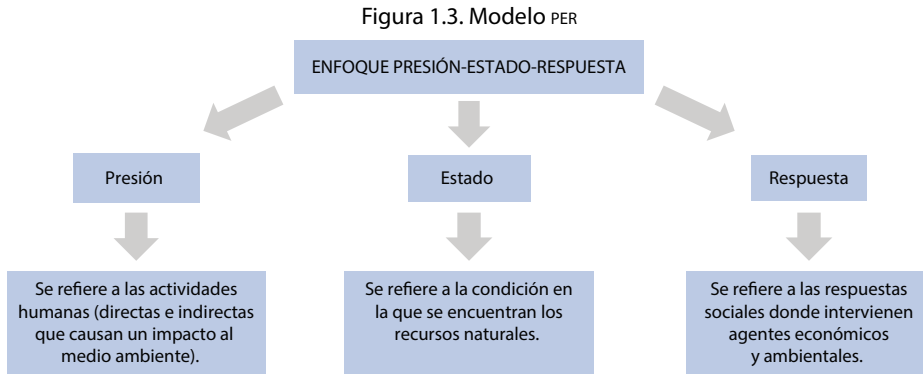 Figura 1.3. Modelo PER
ENFOQUE PRESIÓN-ESTADO-RESPUESTA
Presión
Estado
Respuesta
Se refiere a las actividades
humanas (directas e indirectas
que causan un impacto al
medio ambiente).
Se refiere a la condición en
la que se encuentran los
recursos naturales.
Se refiere a las respuestas
sociales donde intervienen
agentes económicos
y ambientales.